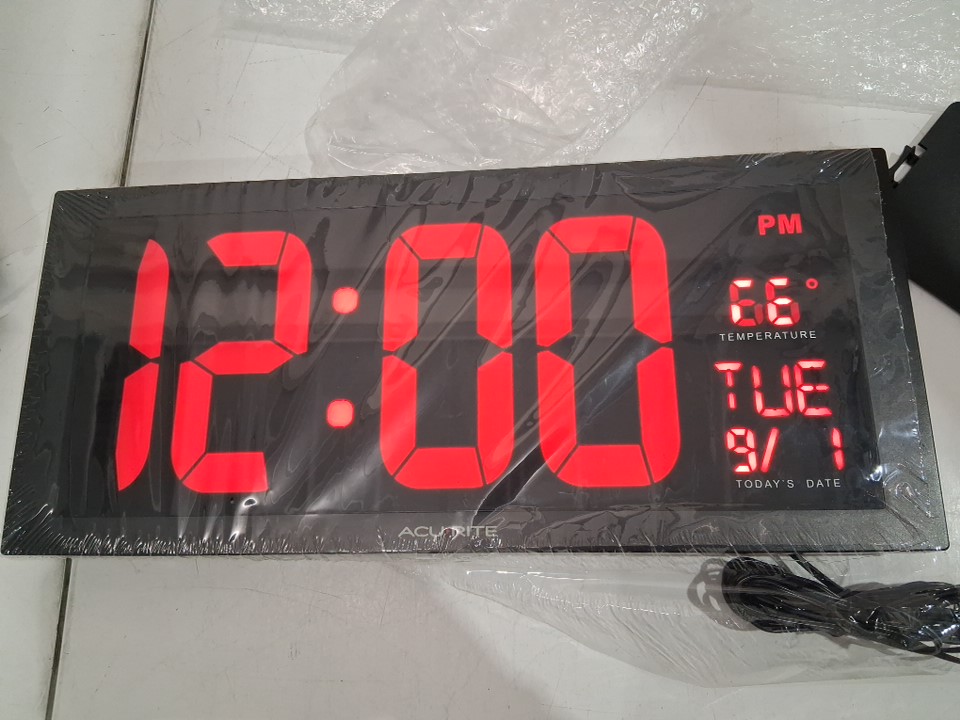 12:00
PM
66°
TEMPERATURE
TUE
9/ 1
TODAY'S DATE
ACURITE